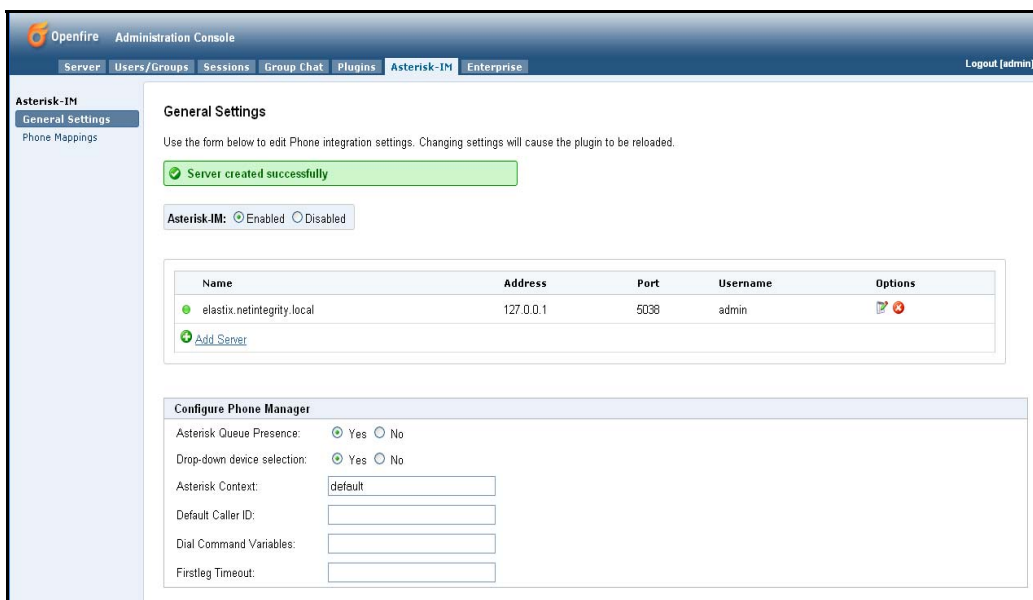 Openfire Administration Console
Server Users/Groups Sessions Group Chat Plugins Asterisk-IM Enterprise Logout [admin]
Asterisk-IM
General Settings
Phone Mappings
General Settings
Use the form below to edit Phone integration settings. Changing settings will cause the plugin to be reloaded.
Server created successfully
Asterisk-IM: Enabled Disabled
Name Address Port Username Options
elastix.netintegrity.local 127.0.0.1 5038 admin
Add Server
Configure Phone Manager
Asterisk Queue Presence: Yes No
Drop-down device selection: Yes No
Asterisk Context: default
Default Caller ID:
Dial Command Variables:
Firstleg Timeout: